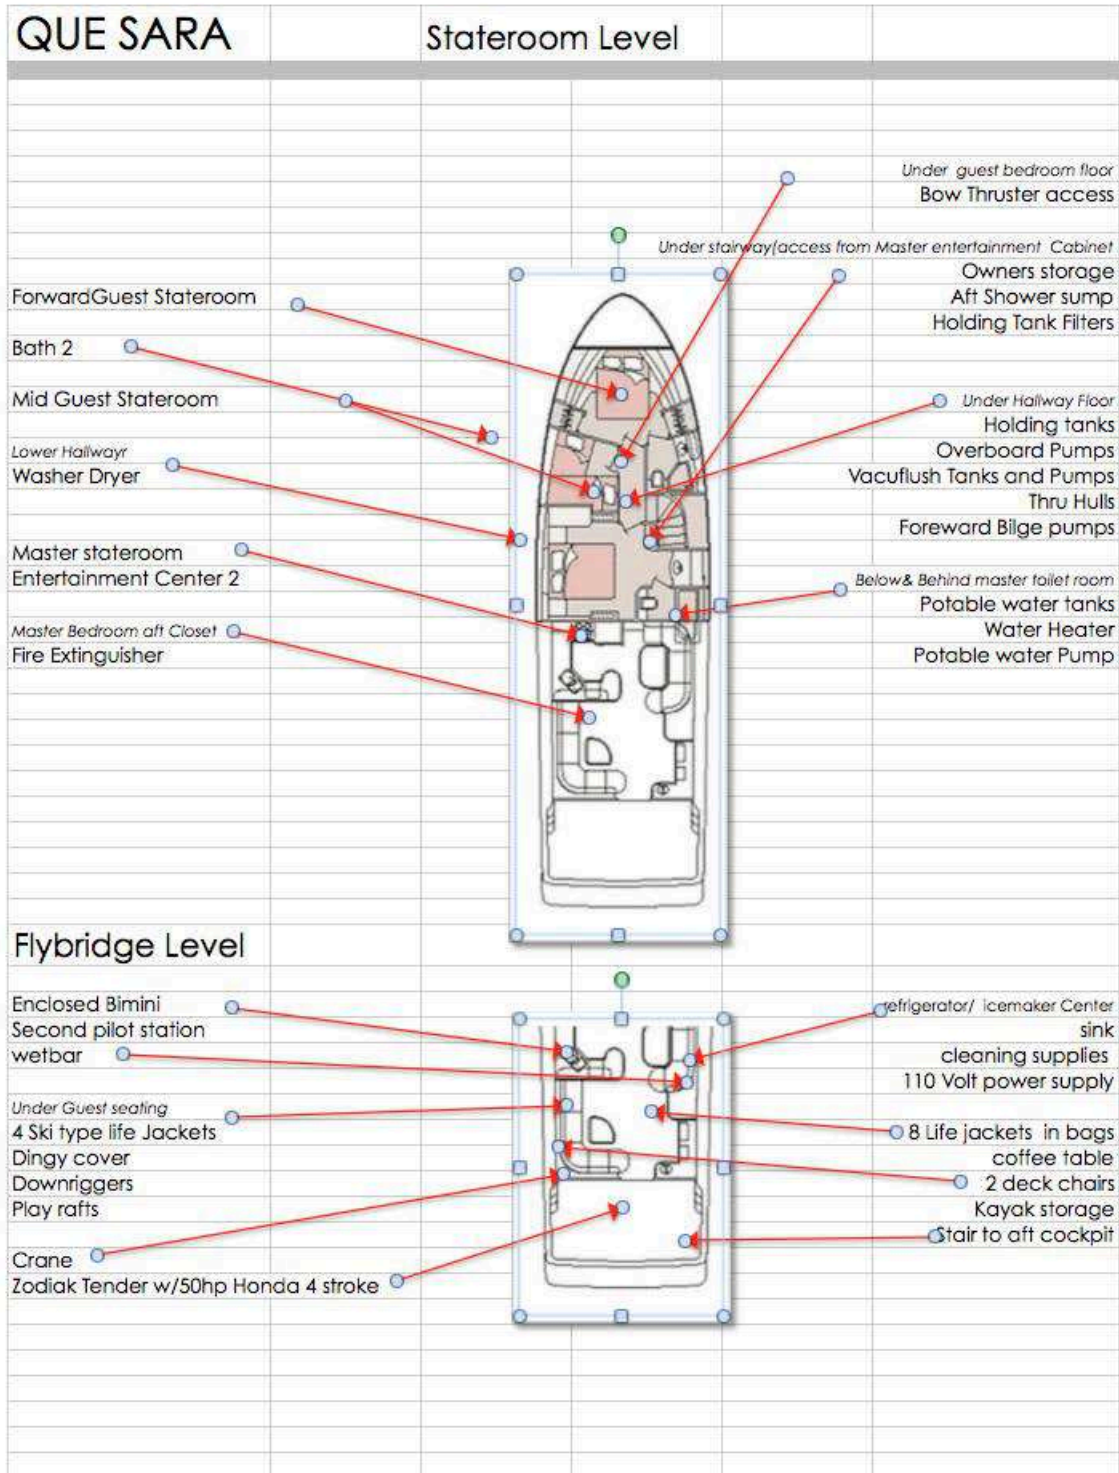 QUE SARA
Stateroom Level
Under guest bedroom floor
Bow Thruster access
Under stairway(access from Master entertainment Cabinet
Owners storage
Aft Shower sump
Holding Tank Filters
ForwardGuest Stateroom
Bath 2
Mid Guest Stateroom
Lower Hallwayr
Washer Dryer
Master stateroom
Entertainment Center 2
Master Bedroom aft Closet
Fire Extinguisher
Under Hallway Floor
Holding tanks
Overboard Pumps
Vacuflush Tanks and Pumps
Thru Hulls
Foreward Bilge pumps
Below& Behind master toilet room
Potable water tanks
Water Heater
Potable water Pump
Flybridge Level
Enclosed Bimini
Second pilot station
wetbar
Under Guest seating
4 Ski type life Jackets
Dingy cover
Downriggers
Play rafts
Crane
Zodiak Tender w/50hp Honda 4 stroke
refrigerator/ icemaker Center
sink
cleaning supplies
110 Volt power supply
8 Life jackets in bags
coffee table
2 deck chairs
Kayak storage
Stair to aft cockpit